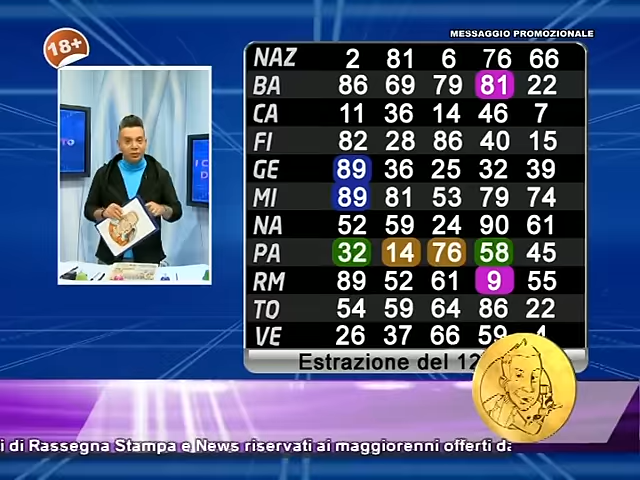 MESSAGGIO PROMOZIONALE
18+
NAZ 2 81 6 76 66
BA 86 69 79 81 22
CA 11 36 14 46 7
FI 82 28 86 40 15
GE 89 36 25 32 39
MI 89 81 53 79 74
NA 52 59 24 90 61
PA 32 14 76 58 45
RM 89 52 61 9 55
TO 54 59 64 86 22
VE 26 37 66 59 4
Estrazione del 12
i di Rassegna Stampa e News riservati ai maggiorenni offerti da